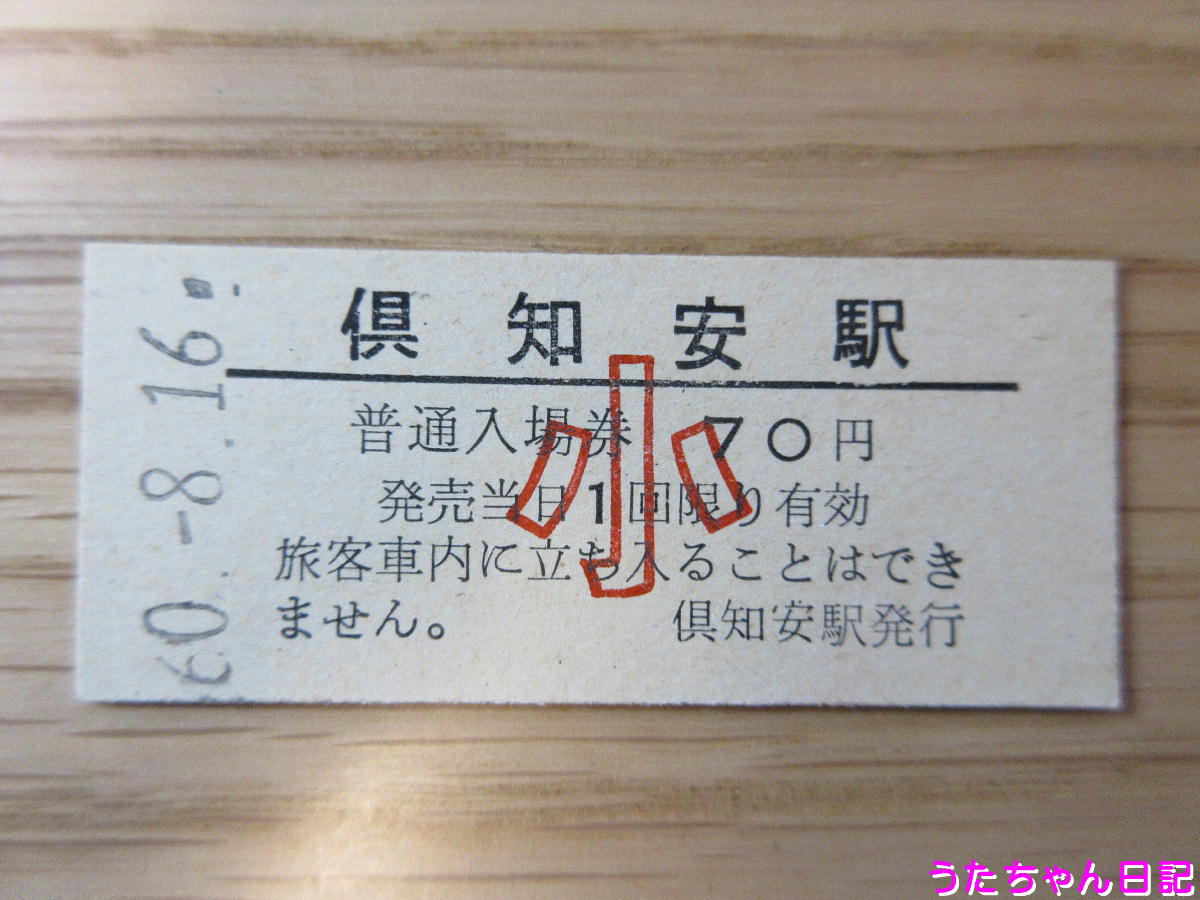 60.-8.16
倶知安駅
普通入場券 70円
小
発売当日1回限り有効
旅客車内に立ち入ることはでき
ません。 倶知安駅発行
うたちゃん日記